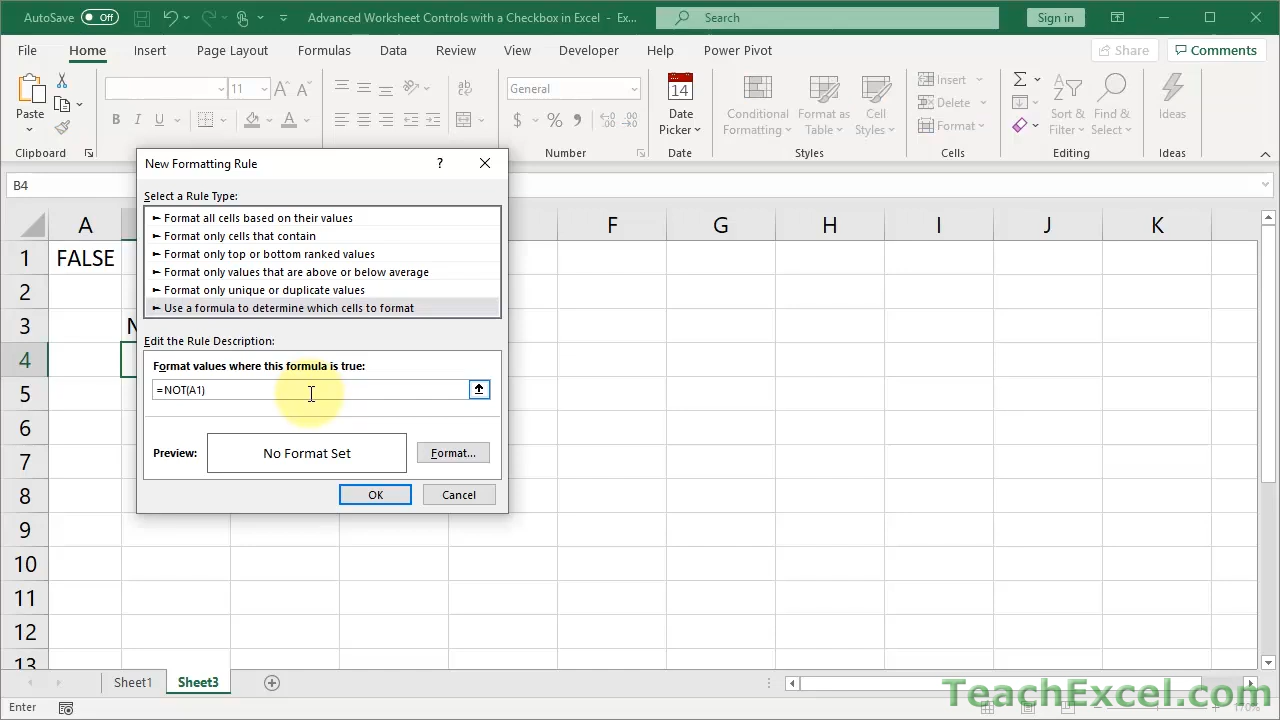 AutoSave Off Advanced Worksheet Controls with a Checkbox in Excel - Ex... Search Sign in
File Home Insert Page Layout Formulas Data Review View Developer Help Power Pivot Share Comments
Paste
11
A A
ab
General
Date Picker
Conditional Formatting
Format as Table
Cell Styles
Insert
Delete
Format
Sort & Filter
Find & Select
Ideas
B I U A $ %
Clipboard Number Date Styles Cells Editing Ideas
B4
New Formatting Rule ? 
Select a Rule Type:
► Format all cells based on their values
► Format only cells that contain
► Format only top or bottom ranked values
► Format only values that are above or below average
► Format only unique or duplicate values
► Use a formula to determine which cells to format
Edit the Rule Description:
Format values where this formula is true:
=NOT(A1)
Preview: No Format Set Format...
OK Cancel
A F G H I J K
1 FALSE
2
3 N
4
5
6
7
8
9
10
11
12
13
Sheet1 Sheet3
Enter 170%
TeachExcel.com